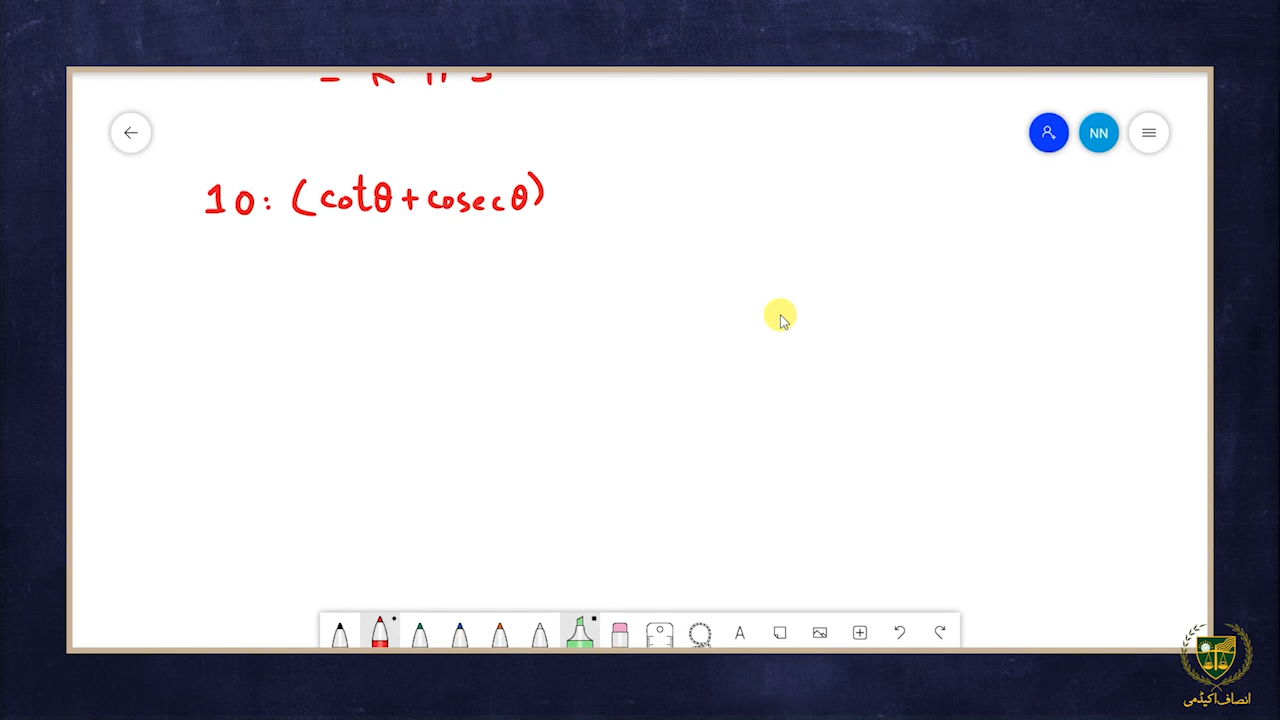 NN
10: (cotθ + cosecθ)
A
انصاف اکیڈمی